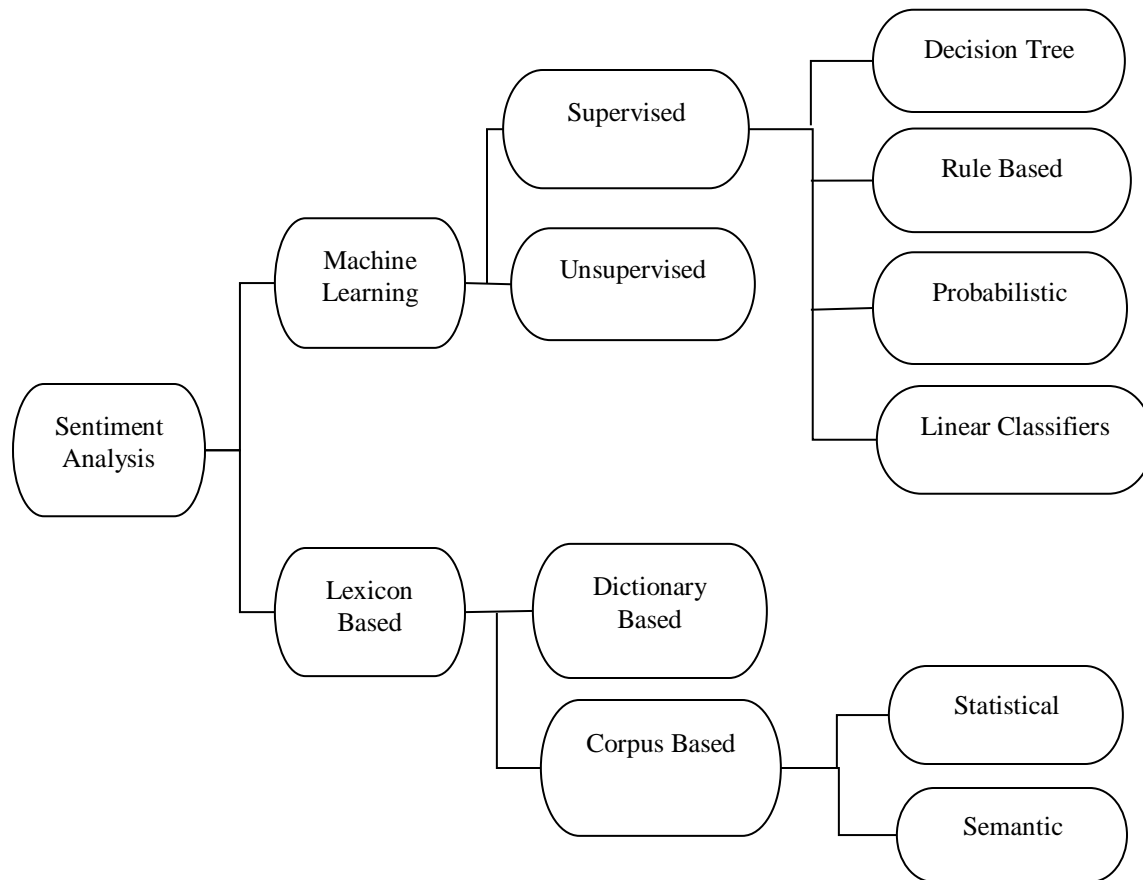 Decision Tree
Supervised
Rule Based
Machine
Learning
Unsupervised
Probabilistic
Sentiment
Analysis
Linear Classifiers
Lexicon
Based
Dictionary
Based
Corpus Based
Statistical
Semantic